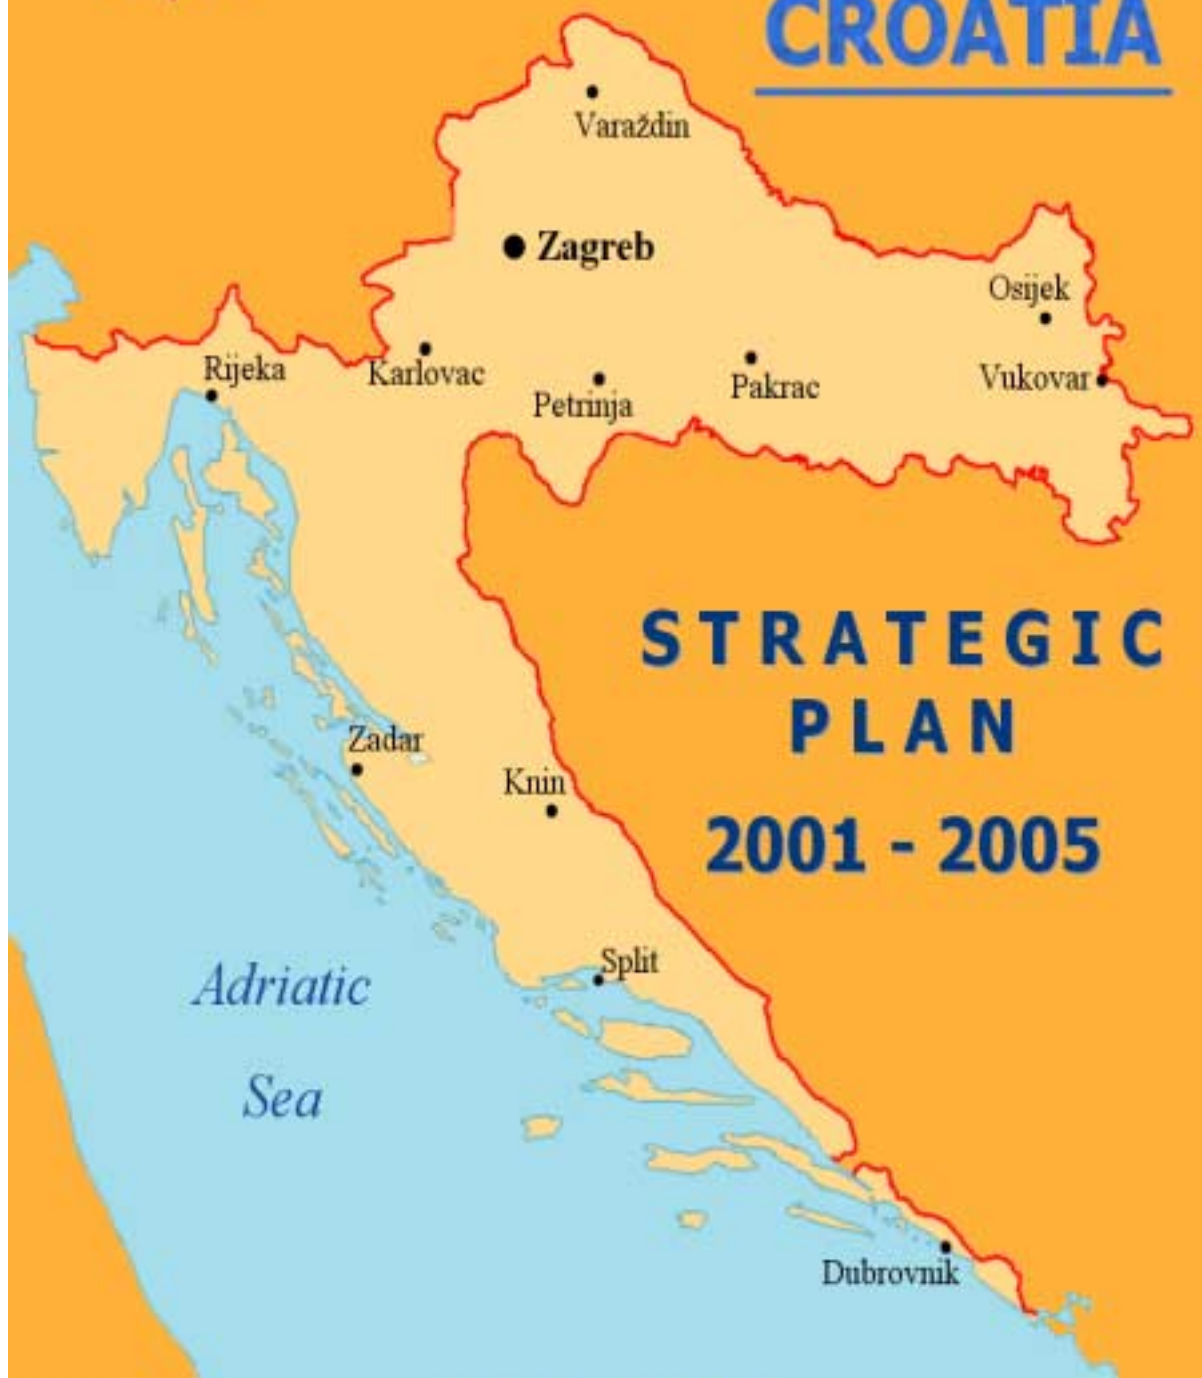 CROATIA
Varaždin
Zagreb
Osijek
Rijeka
Karlovac
Petrinja
Pakrac
Vukovar
STRATEGIC
PLAN
Zadar
Knin
2001 - 2005
Split
Adriatic
Sea
Dubrovnik